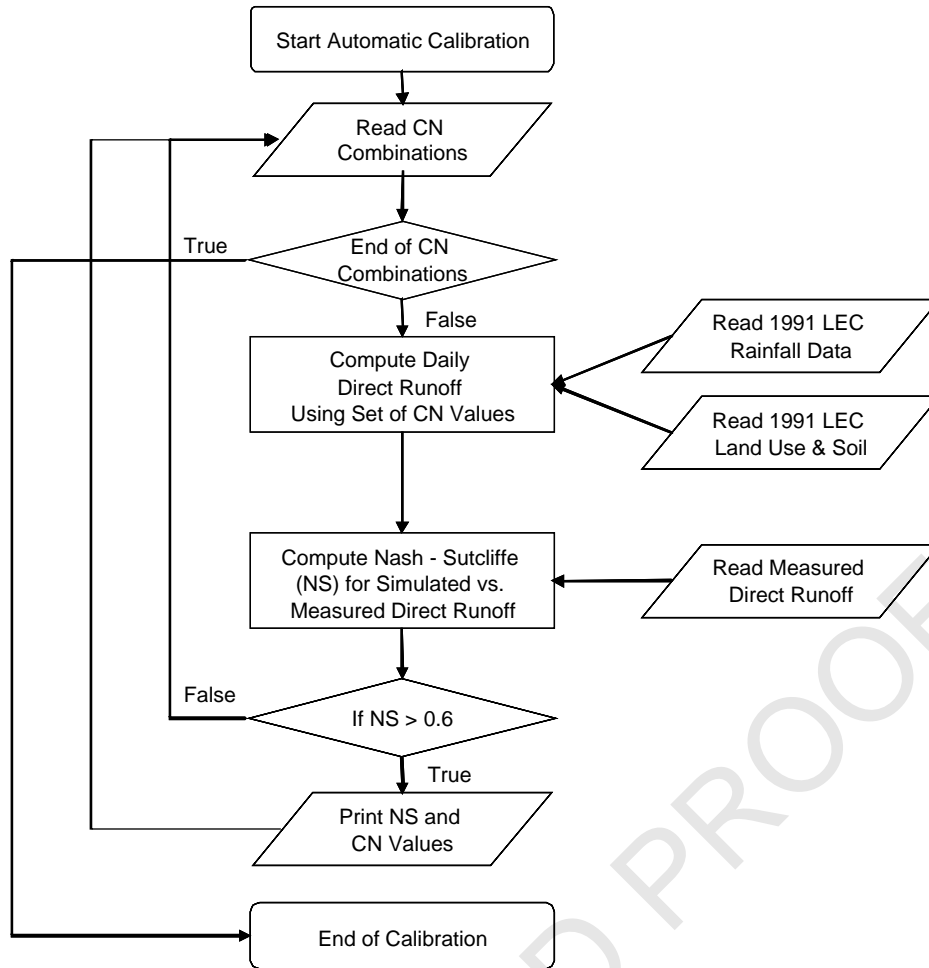 Start Automatic Calibration
Read CN
Combinations
True
End of CN
Combinations
False
Read 1991 LEC
Rainfall Data
Compute Daily
Direct Runoff
Using Set of CN Values
Read 1991 LEC
Land Use & Soil
Compute Nash - Sutcliffe
(NS) for Simulated vs.
Measured Direct Runoff
Read Measured
Direct Runoff
False
If NS > 0.6
True
Print NS and
CN Values
End of Calibration
D PROOF